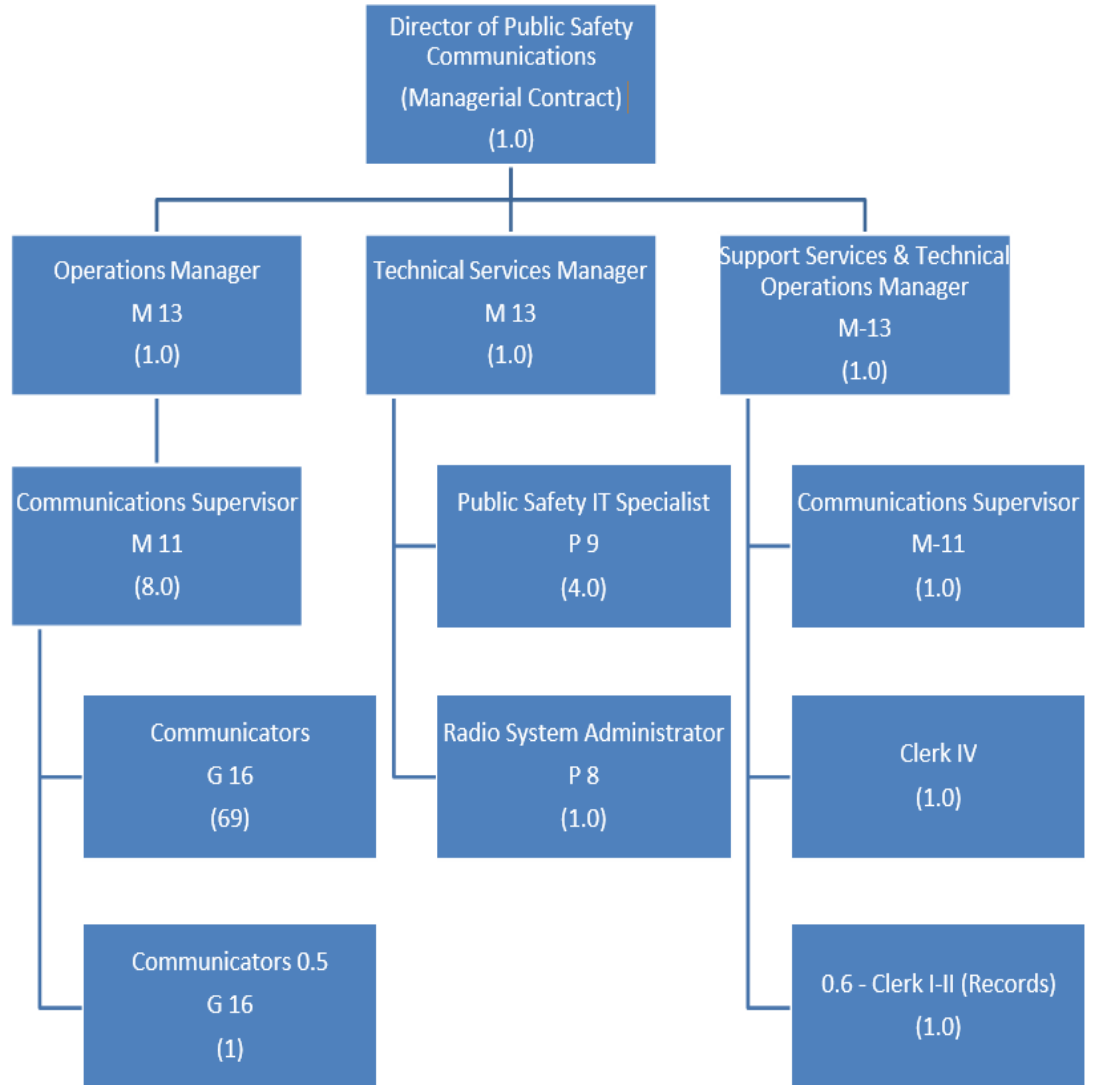 Director of Public Safety
Communications
(Managerial Contract)
(1.0)
Operations Manager
M 13
(1.0)
Technical Services Manager
M 13
(1.0)
Support Services & Technical
Operations Manager
M-13
(1.0)
Communications Supervisor
M 11
(8.0)
Public Safety IT Specialist
P 9
(4.0)
Communications Supervisor
M-11
(1.0)
Communicators
G 16
(69)
Radio System Administrator
P 8
(1.0)
Clerk IV
(1.0)
Communicators 0.5
G 16
(1)
0.6 - Clerk I-II (Records)
(1.0)